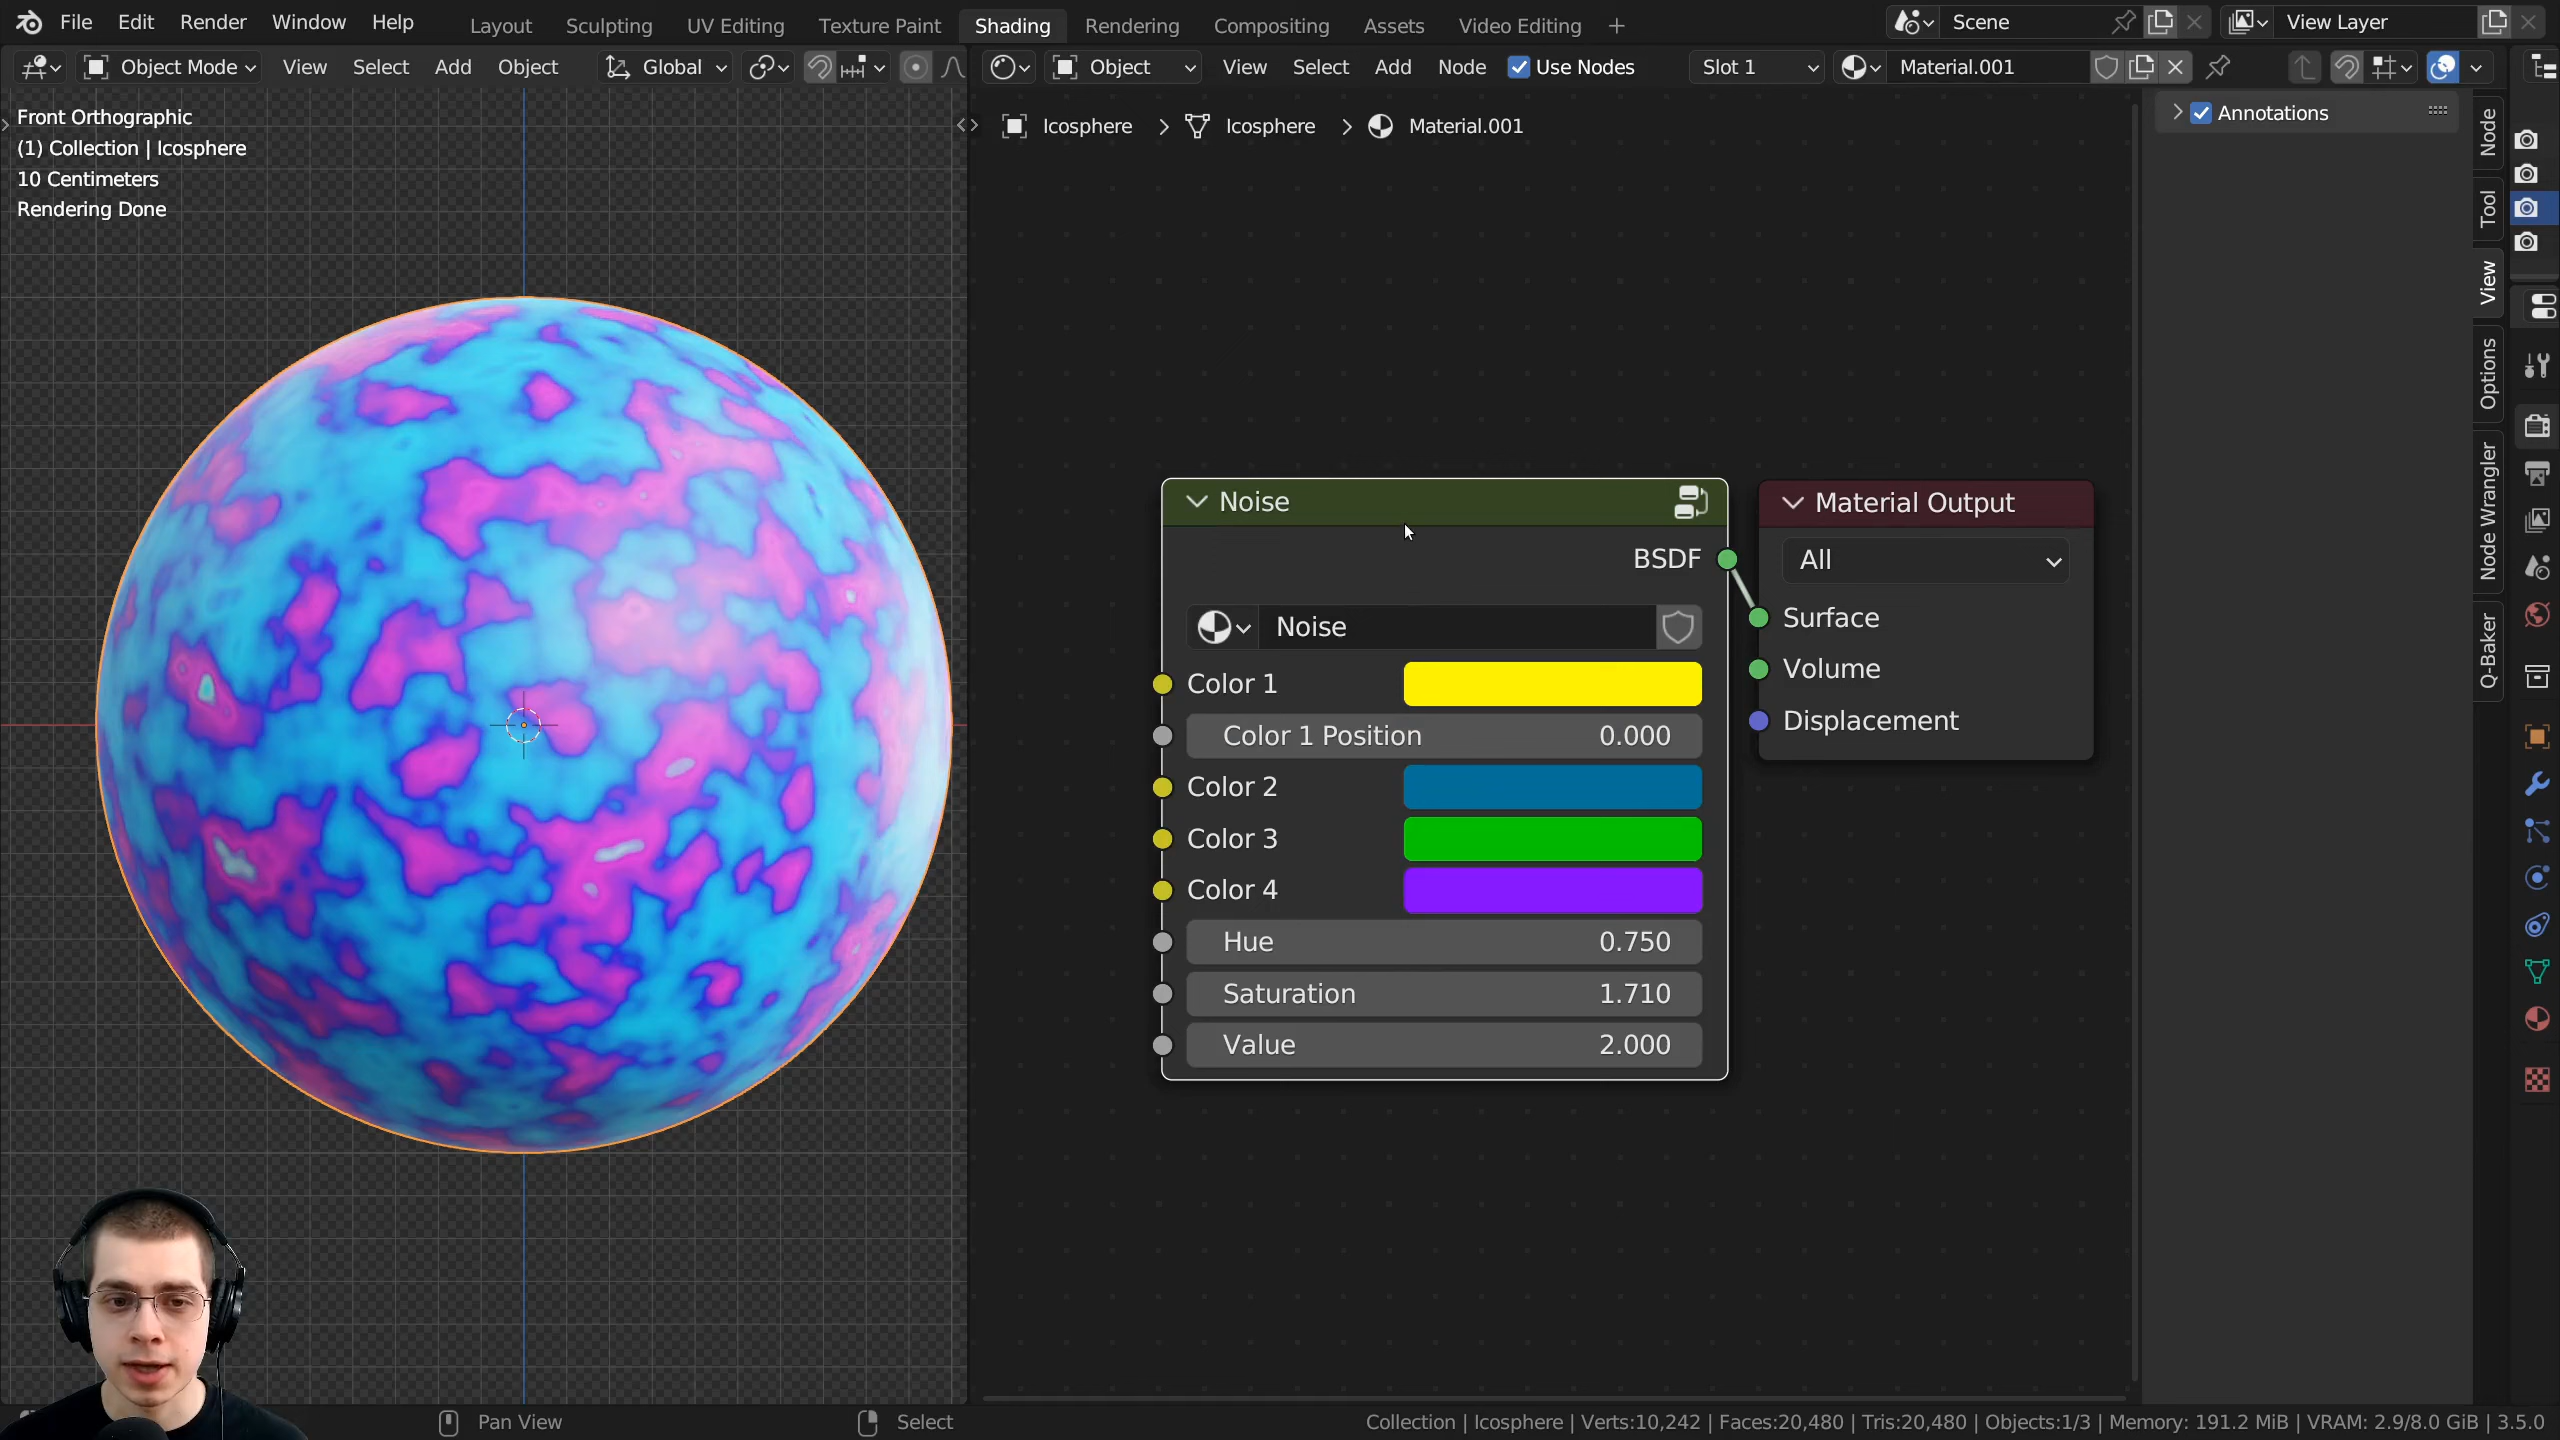 File Edit Render Window Help
Layout Sculpting UV Editing Texture Paint Shading Rendering Compositing Assets Video Editing +
Scene
View Layer
Object Mode View Select Add Object Global
Object View Select Add Node Use Nodes Slot 1 Material.001
Front Orthographic
(1) Collection | Icosphere
10 Centimeters
Rendering Done
Icosphere > Icosphere > Material.001
Annotations
Node
Tool
View
Options
Node Wrangler
Q-Baker
Noise
BSDF
Noise
Color 1
Color 1 Position 0.000
Color 2
Color 3
Color 4
Hue 0.750
Saturation 1.710
Value 2.000
Material Output
All
Surface
Volume
Displacement
Pan View
Select
Collection | Icosphere | Verts:10,242 | Faces:20,480 | Tris:20,480 | Objects:1/3 | Memory: 191.2 MiB | VRAM: 2.9/8.0 GiB | 3.5.0